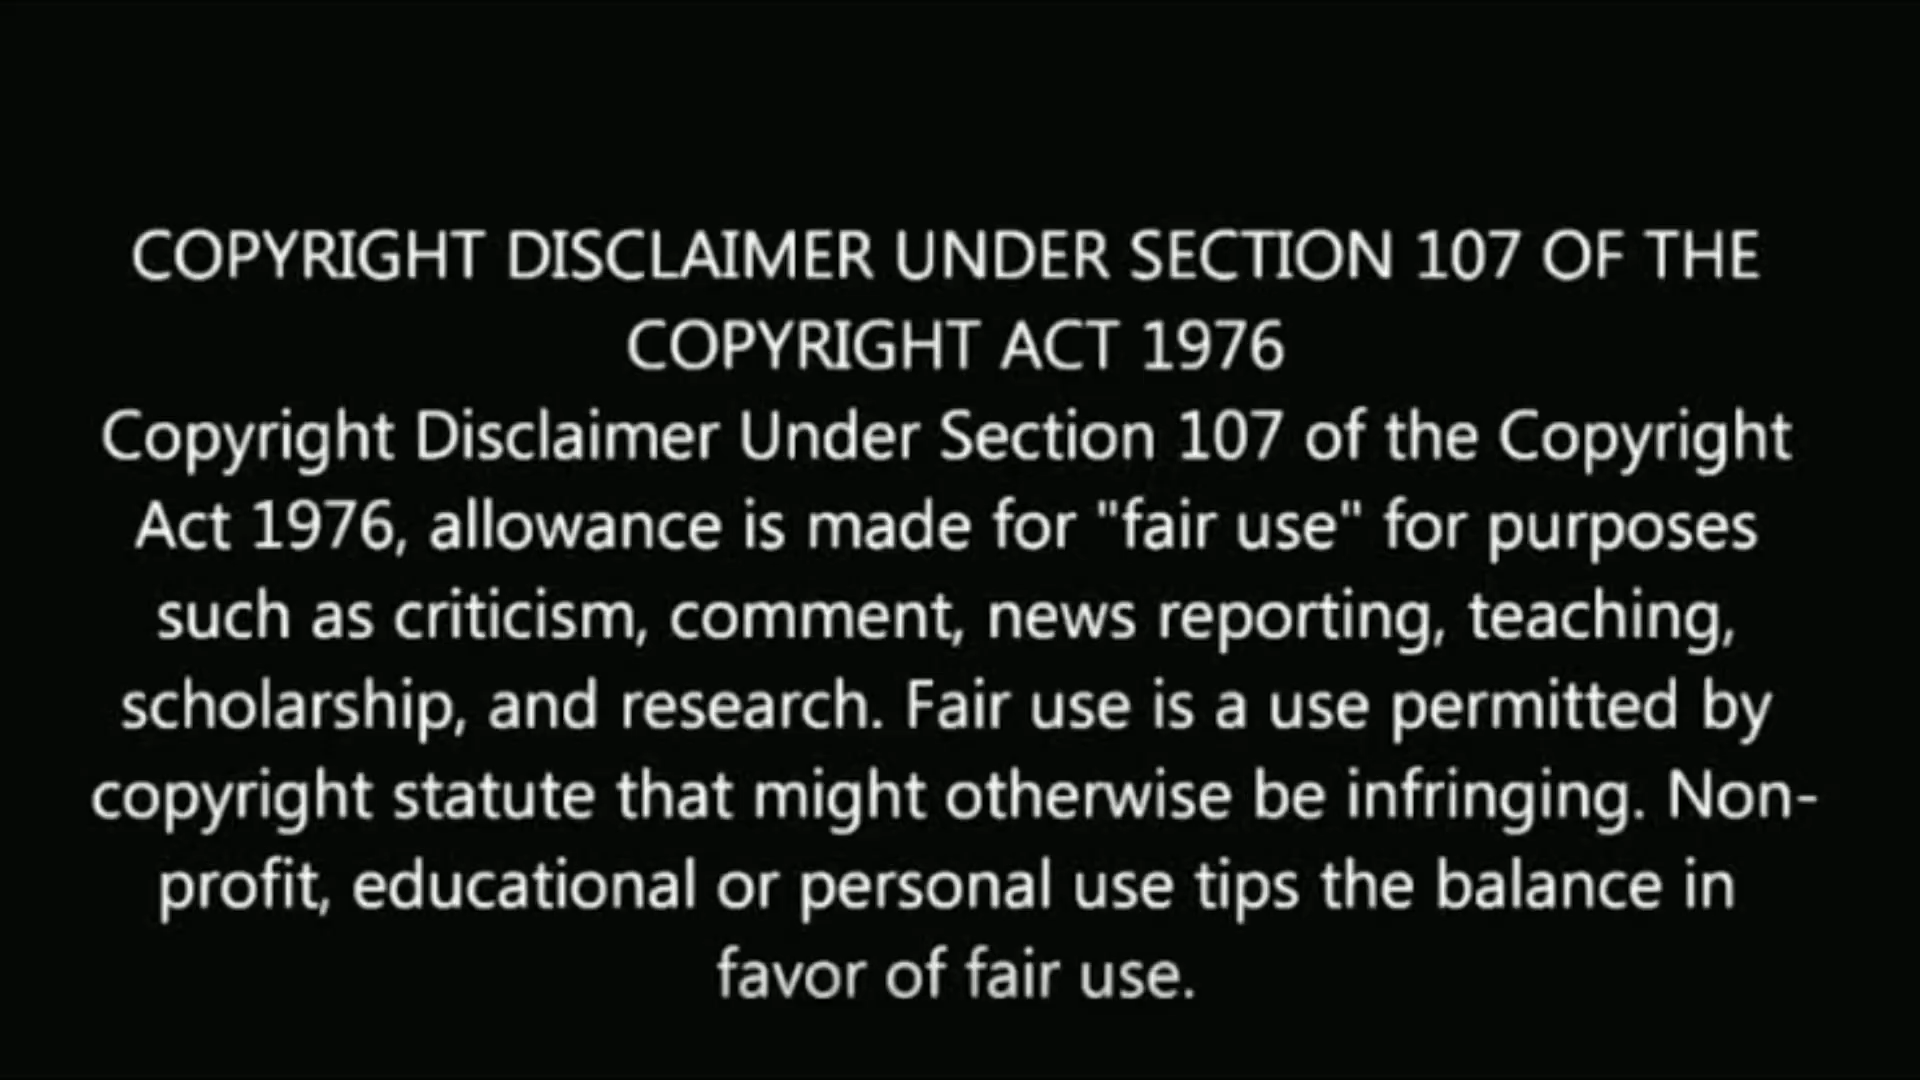 COPYRIGHT DISCLAIMER UNDER SECTION 107 OF THE
COPYRIGHT ACT 1976
Copyright Disclaimer Under Section 107 of the Copyright
Act 1976, allowance is made for "fair use" for purposes
such as criticism, comment, news reporting, teaching,
scholarship, and research. Fair use is a use permitted by
copyright statute that might otherwise be infringing. Non-
profit, educational or personal use tips the balance in
favor of fair use.